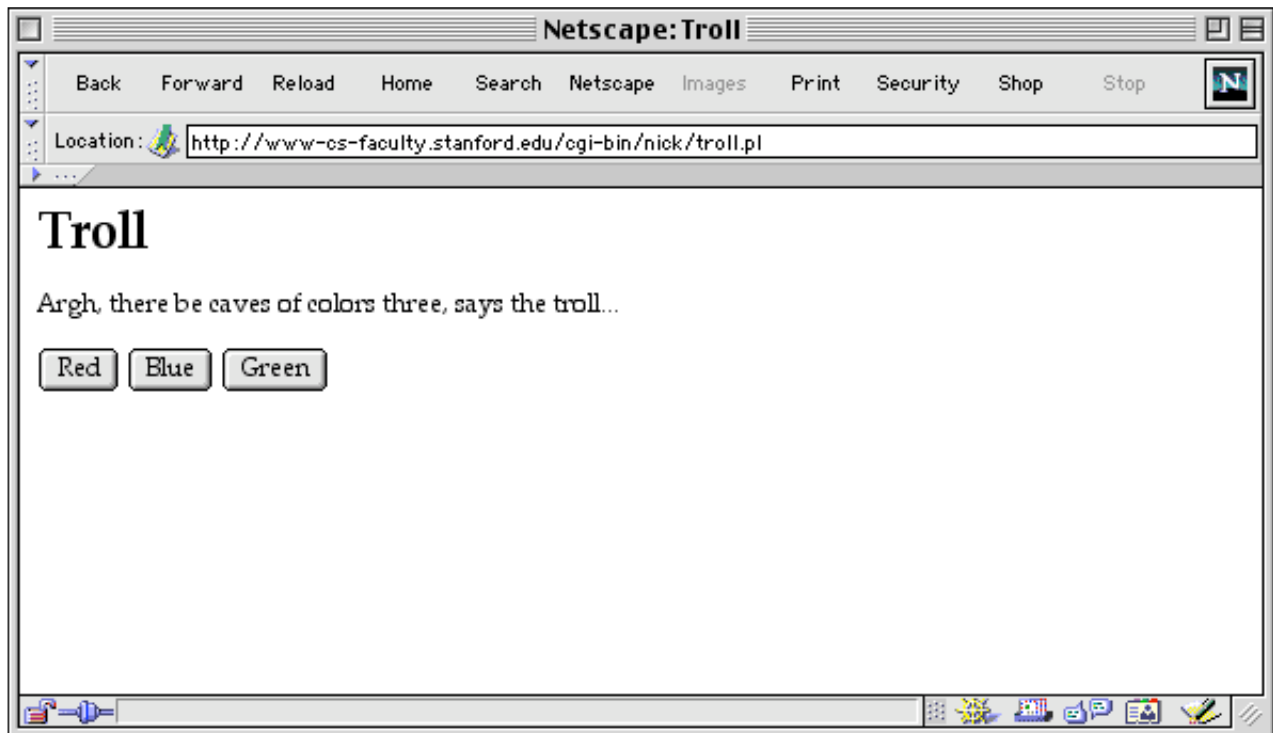 Netscape: Troll
Back Forward Reload Home Search Netscape Images Print Security Shop Stop N
Location: http://www-cs-faculty.stanford.edu/cgi-bin/nick/troll.pl
...
Troll
Argh, there be caves of colors three, says the troll...
Red Blue Green